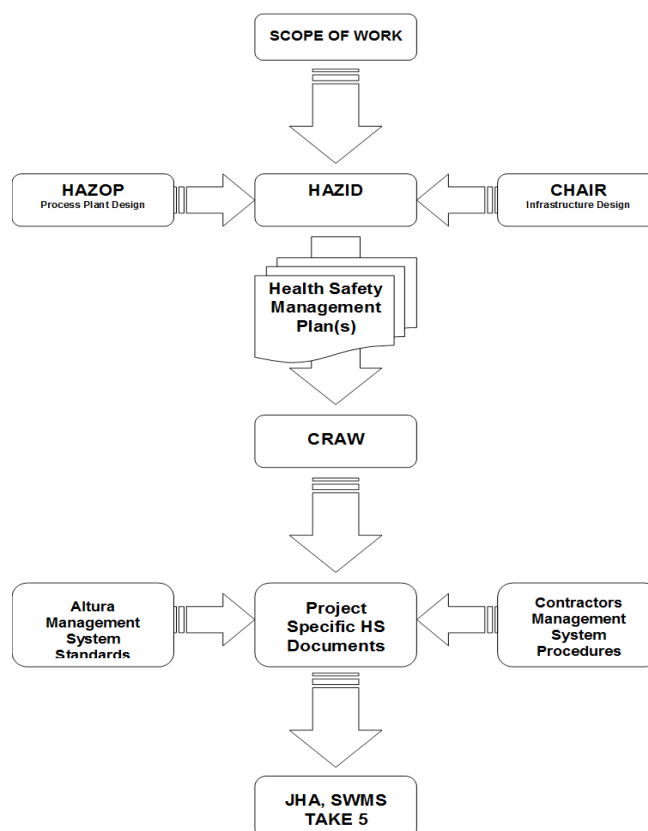 SCOPE OF WORK
HAZOP
Process Plant Design
HAZID
CHAIR
Infrastructure Design
Health Safety
Management
Plan(s)
CRAW
Altura
Management
System
Standards
Project
Specific HS
Documents
Contractors
Management
System
Procedures
JHA, SWMS
TAKE 5